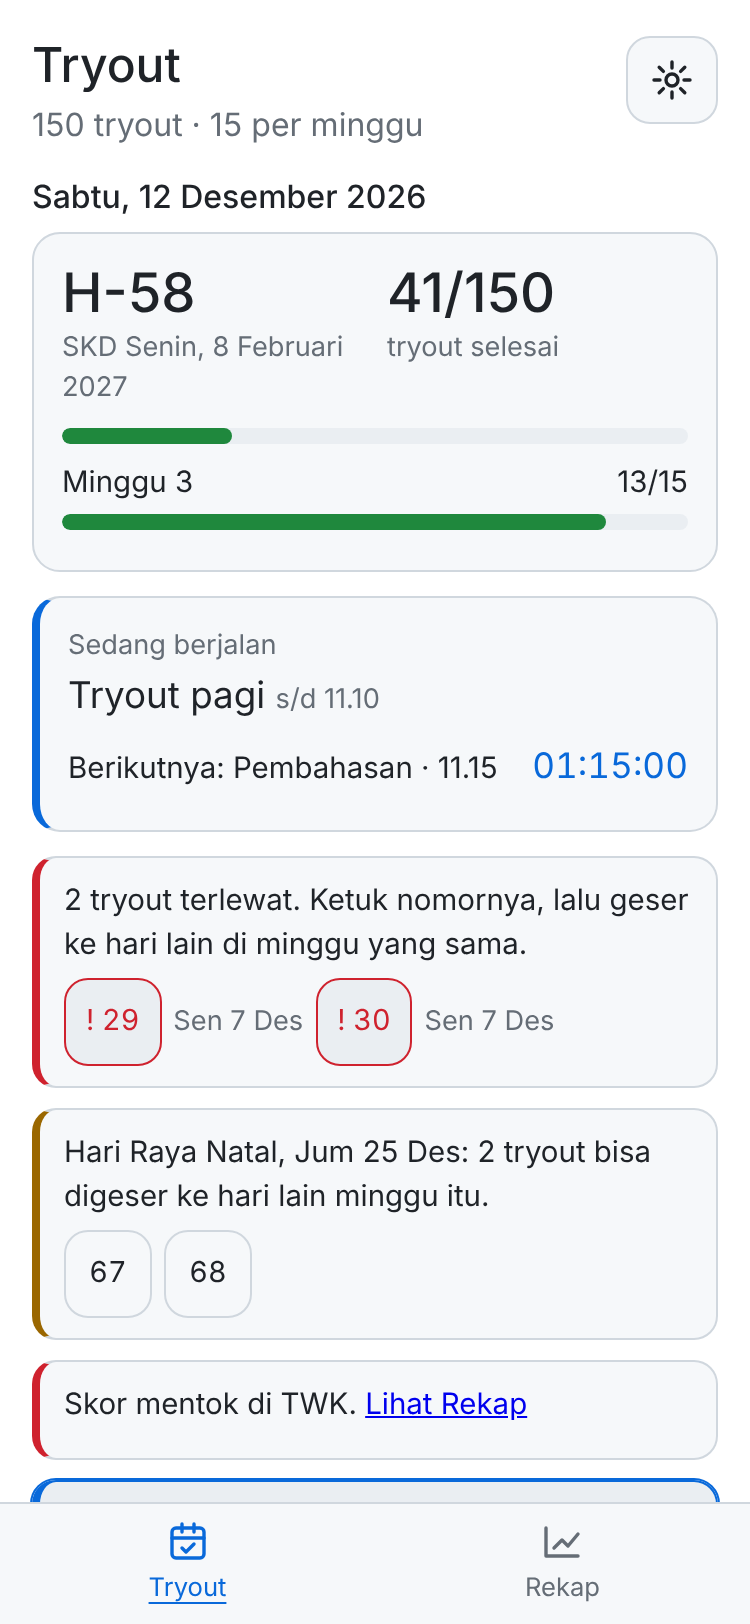 Tryout
150 tryout · 15 per minggu
Sabtu, 12 Desember 2026
H-58
SKD Senin, 8 Februari
2027
41/150
tryout selesai
Minggu 3
13/15
Sedang berjalan
Tryout pagi s/d 11.10
Berikutnya: Pembahasan · 11.15
01:15:00
2 tryout terlewat. Ketuk nomornya, lalu geser
ke hari lain di minggu yang sama.
! 29 Sen 7 Des ! 30 Sen 7 Des
Hari Raya Natal, Jum 25 Des: 2 tryout bisa
digeser ke hari lain minggu itu.
67 68
Skor mentok di TWK. Lihat Rekap
Tryout
Rekap